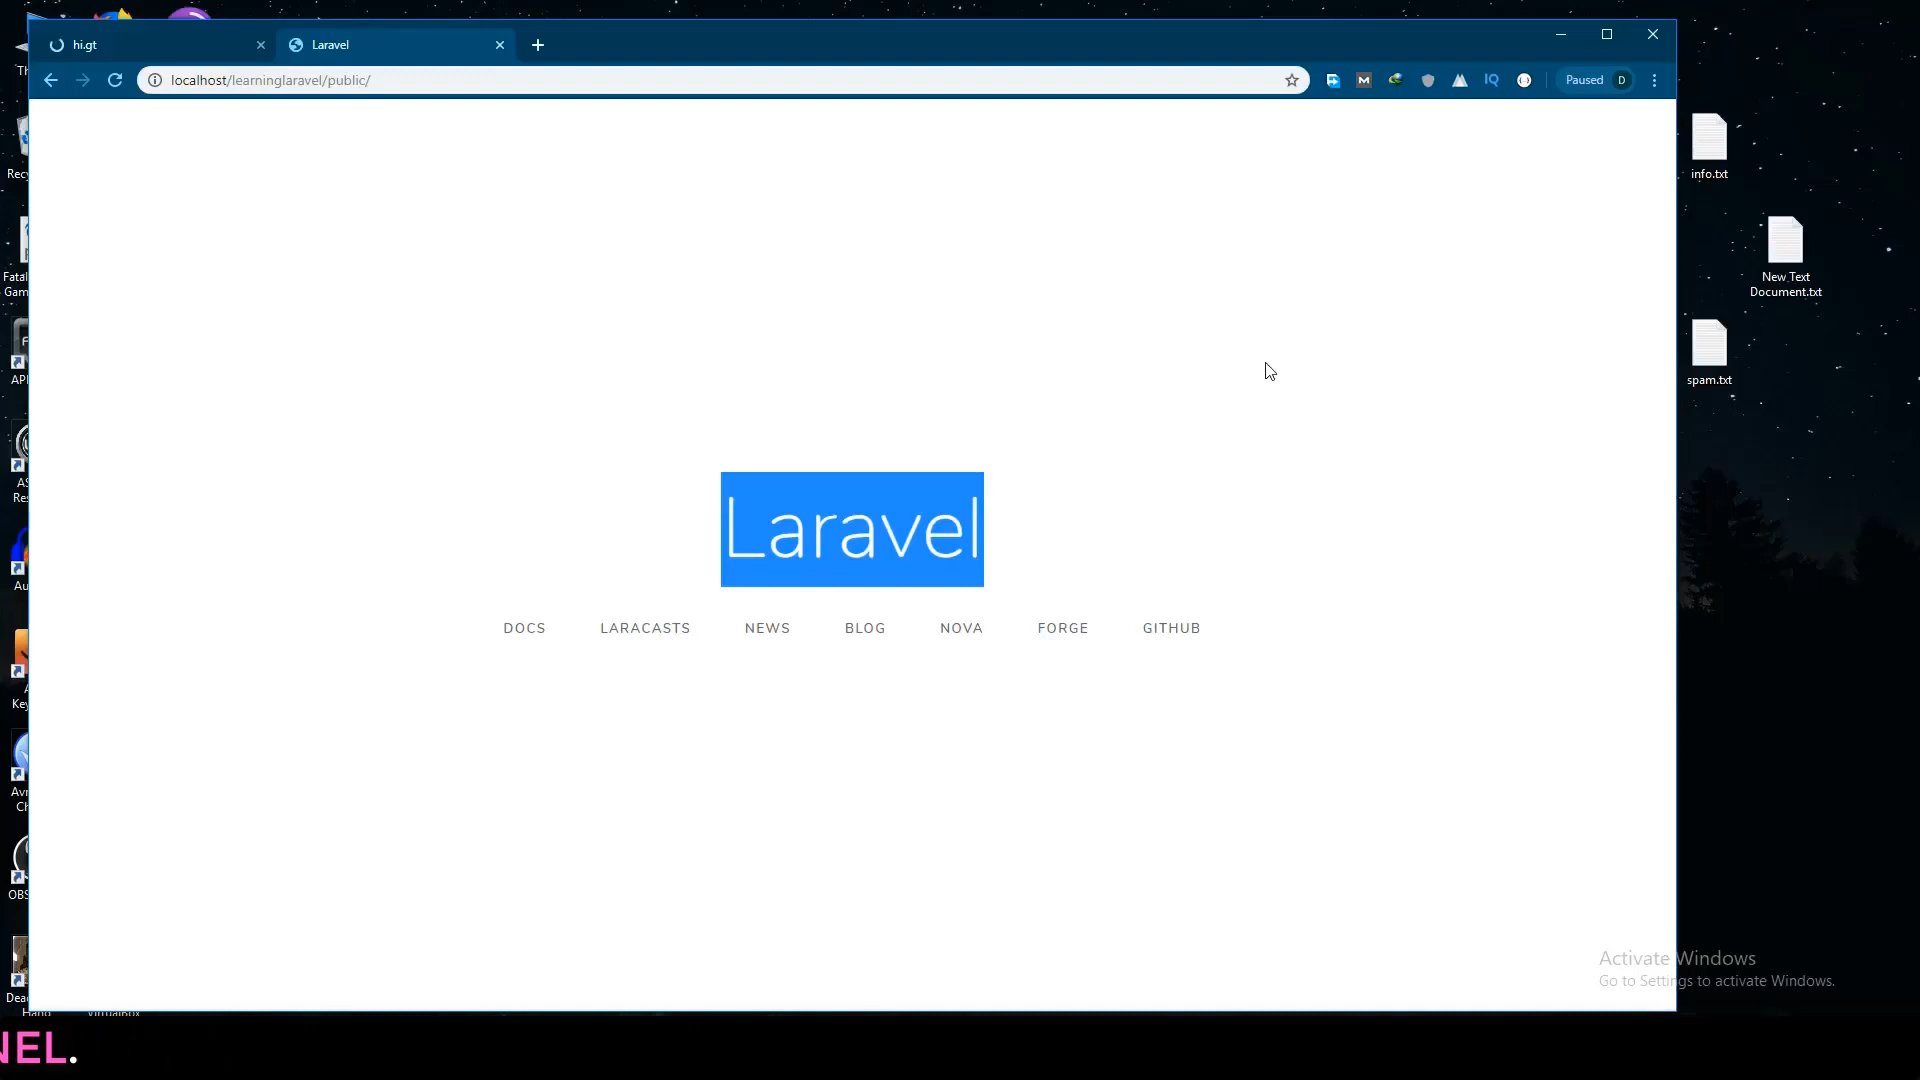 hi.gt
Laravel
localhost/learninglaravel/public/
Paused D
info.txt
New Text
Document.txt
spam.txt
Laravel
DOCS LARACASTS NEWS BLOG NOVA FORGE GITHUB
Activate Windows
Go to Settings to activate Windows.
NEL.